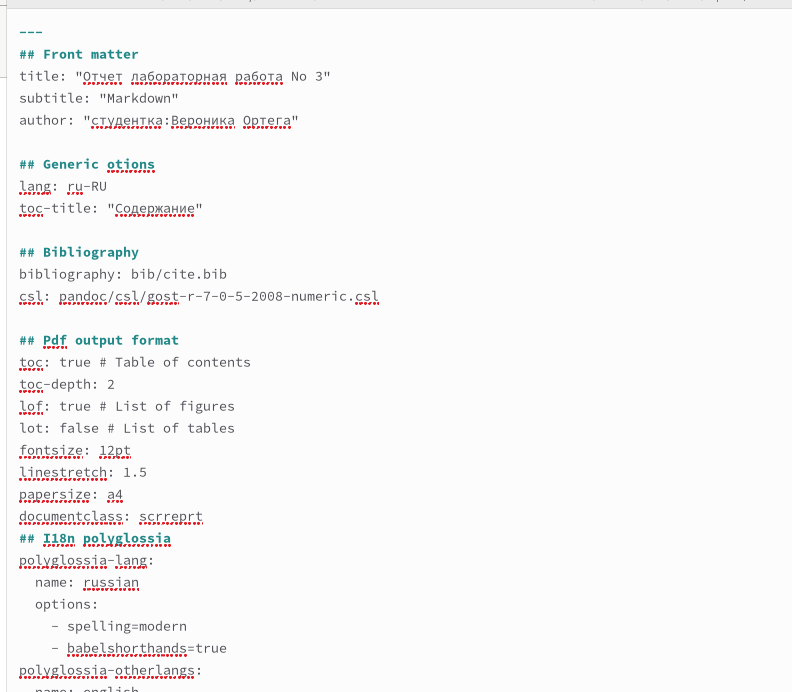 ---
## Front matter
title: "Отчет лабораторная работа No 3"
subtitle: "Markdown"
author: "студентка:Вероника Ортега"
## Generic otions
lang: ru-RU
toc-title: "Содержание"
## Bibliography
bibliography: bib/cite.bib
csl: pandoc/csl/gost-r-7-0-5-2008-numeric.csl
## Pdf output format
toc: true # Table of contents
toc-depth: 2
lof: true # List of figures
lot: false # List of tables
fontsize: 12pt
linestretch: 1.5
papersize: a4
documentclass: scrreprt
## I18n polyglossia
polyglossia-lang:
  name: russian
  options:
    - spelling=modern
    - babelshorthands=true
polyglossia-otherlangs:
  name: english